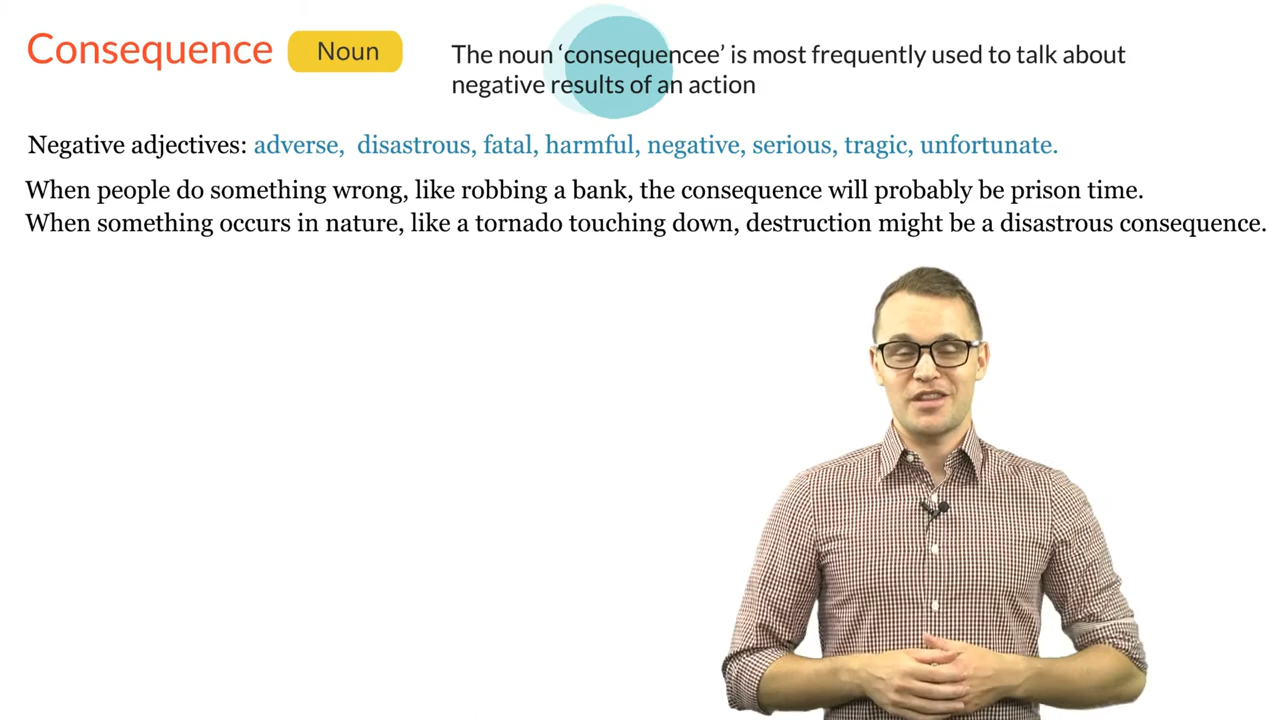 Consequence Noun
The noun ‘consequencee’ is most frequently used to talk about
negative results of an action
Negative adjectives: adverse, disastrous, fatal, harmful, negative, serious, tragic, unfortunate.
When people do something wrong, like robbing a bank, the consequence will probably be prison time.
When something occurs in nature, like a tornado touching down, destruction might be a disastrous consequence.